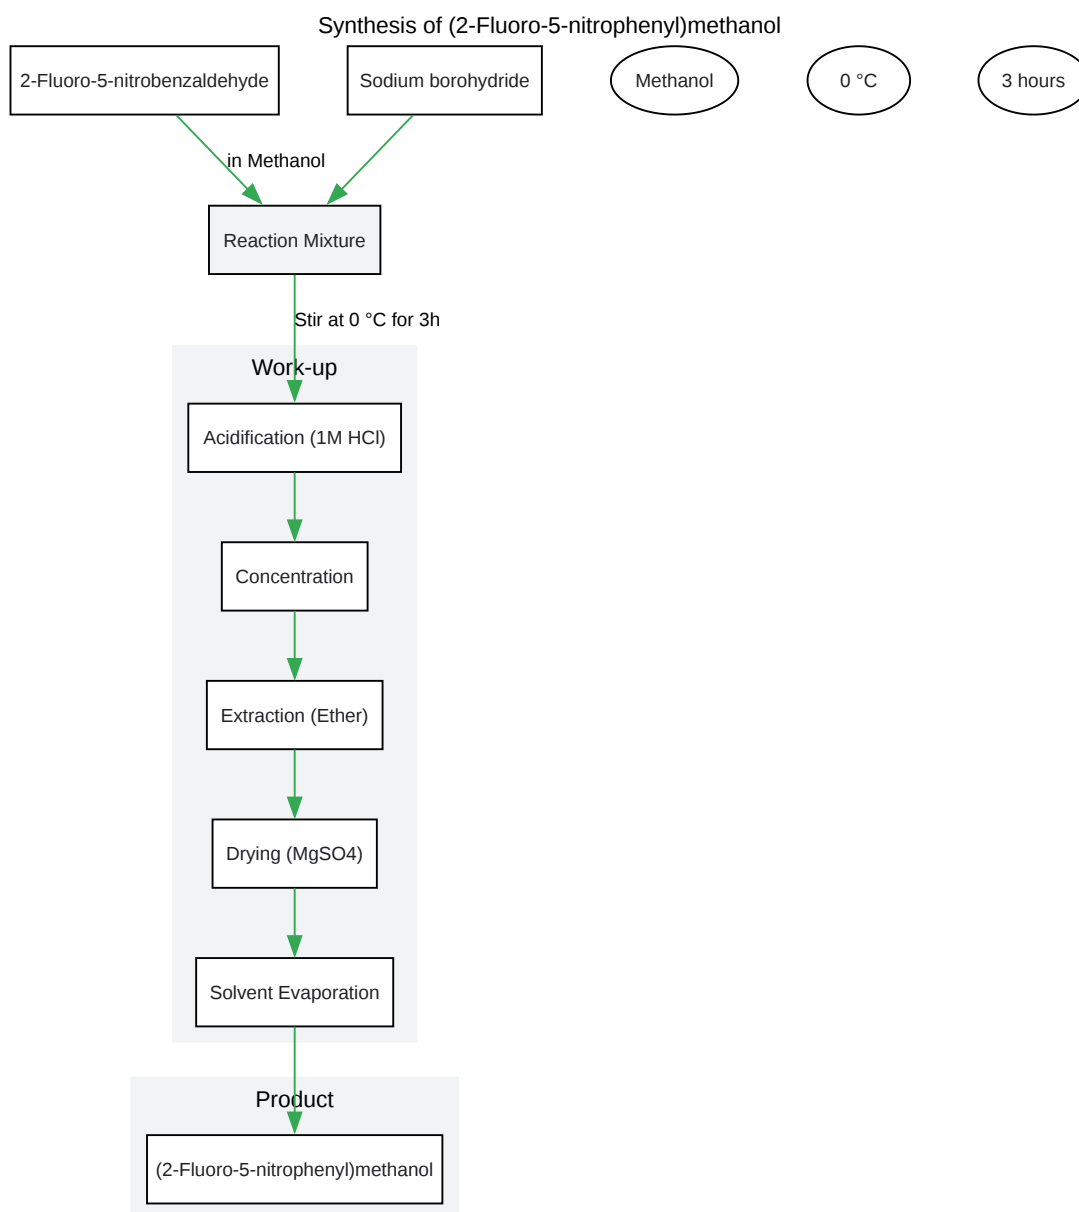 Synthesis of (2-Fluoro-5-nitrophenyl)methanol
2-Fluoro-5-nitrobenzaldehyde
Sodium borohydride
Methanol
0 °C
3 hours
in Methanol
Reaction Mixture
Stir at 0 °C for 3h
Work-up
Acidification (1M HCl)
Concentration
Extraction (Ether)
Drying (MgSO4)
Solvent Evaporation
Product
(2-Fluoro-5-nitrophenyl)methanol